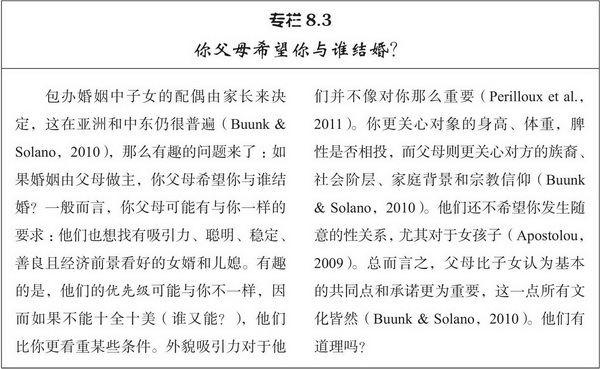 专栏 8.3
你父母希望你与谁结婚？
包办婚姻中子女的配偶由家长来决
定，这在亚洲和中东仍很普遍（Buunk &
Solano，2010），那么有趣的问题来了：如
果婚姻由父母做主，你父母希望你与谁结
婚？一般而言，你父母可能有与你一样的
要求：他们也想找有吸引力、聪明、稳定、
善良且经济前景看好的女婿和儿媳。有趣
的是，他们的优先级可能与你不一样，因
而如果不能十全十美（谁又能？），他们
比你更看重某些条件。外貌吸引力对于他
们并不像对你那么重要（Perilloux et al.，
2011）。你更关心对象的身高、体重，脾
性是否相投，而父母则更关心对方的族裔、
社会阶层、家庭背景和宗教信仰（Buunk
& Solano，2010）。他们还不希望你发生随
意的性关系，尤其对于女孩子（Apostolou，
2009）。总而言之，父母比子女认为基本
的共同点和承诺更为重要，这一点所有文
化皆然（Buunk & Solano，2010）。他们有
道理吗？